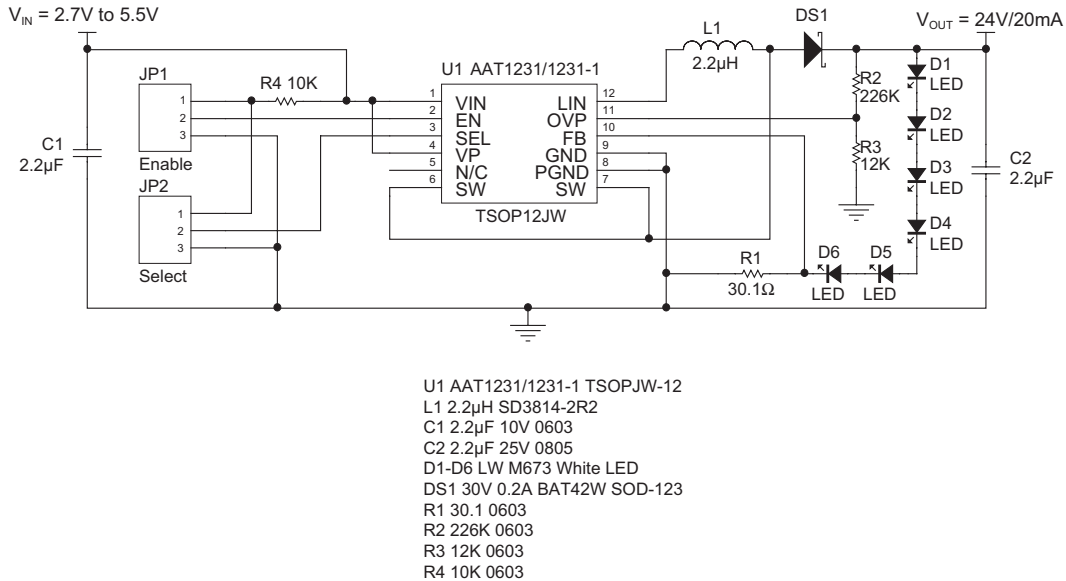 VIN = 2.7V to 5.5V
DS1
VOUT = 24V/20mA
L1
2.2μH
JP1
R4 10K
U1 AAT1231/1231-1
D1
LED
R2
226K
1
2
3
Enable
1
2
3
4
5
6
VIN
EN
SEL
VP
N/C
SW
LIN
OVP
FB
GND
PGND
SW
12
11
10
9
8
7
TSOP12JW
D2
LED
R3
12K
C1
2.2μF
D3
LED
C2
2.2μF
JP2
1
2
3
Select
D4
LED
R1
30.1Ω
D6
LED
D5
LED
U1 AAT1231/1231-1 TSOPJW-12
L1 2.2μH SD3814-2R2
C1 2.2μF 10V 0603
C2 2.2μF 25V 0805
D1-D6 LW M673 White LED
DS1 30V 0.2A BAT42W SOD-123
R1 30.1 0603
R2 226K 0603
R3 12K 0603
R4 10K 0603